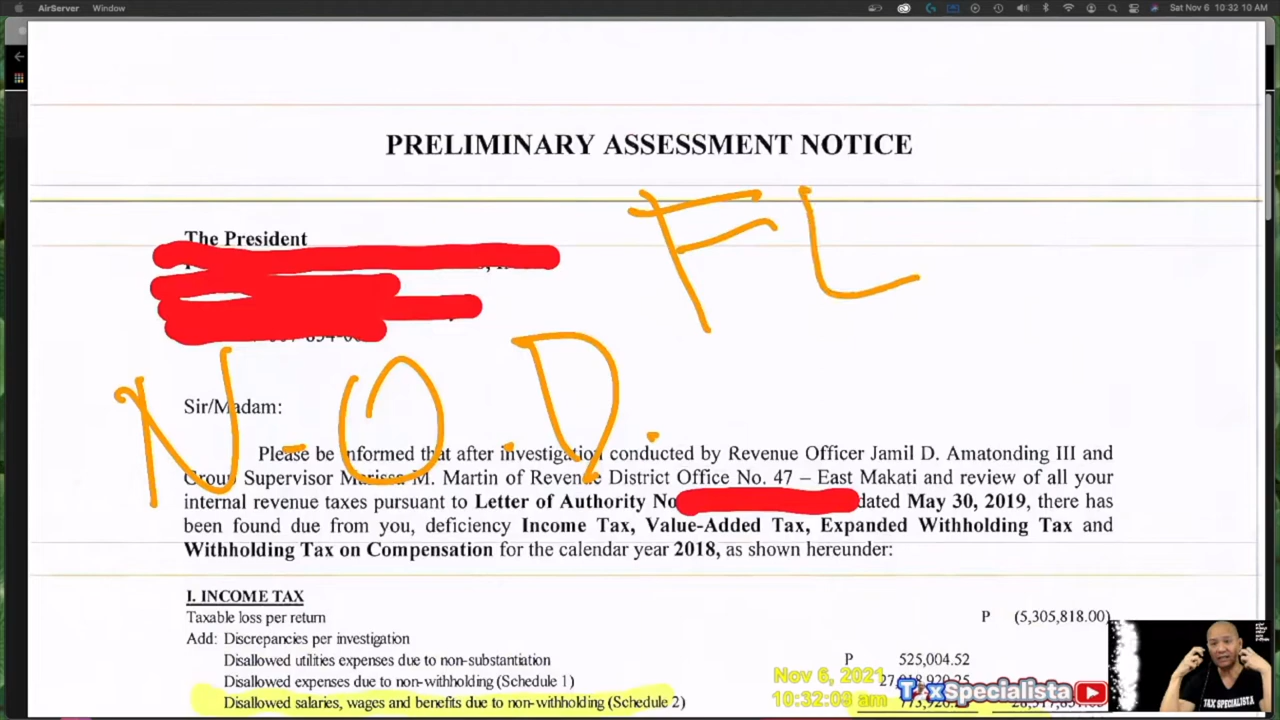 AirServer Window Sat Nov 6 10:32:10 AM
PRELIMINARY ASSESSMENT NOTICE
FL
The President
N-O.D.
Sir/Madam:
Please be informed that after investigation conducted by Revenue Officer Jamil D. Amatonding III and
Group Supervisor Marissa M. Martin of Revenue District Office No. 47 – East Makati and review of all your
internal revenue taxes pursuant to Letter of Authority No dated May 30, 2019, there has
been found due from you, deficiency Income Tax, Value-Added Tax, Expanded Withholding Tax and
Withholding Tax on Compensation for the calendar year 2018, as shown hereunder:
I. INCOME TAX
Taxable loss per return P (5,305,818.00)
Add: Discrepancies per investigation
Disallowed utilities expenses due to non-substantiation P 525,004.52
Disallowed expenses due to non-withholding (Schedule 1)
Disallowed salaries, wages and benefits due to non-withholding (Schedule 2)
Nov 6, 2021
10:32:09 am
TaxSpecialista
TAX SPECIALISTA